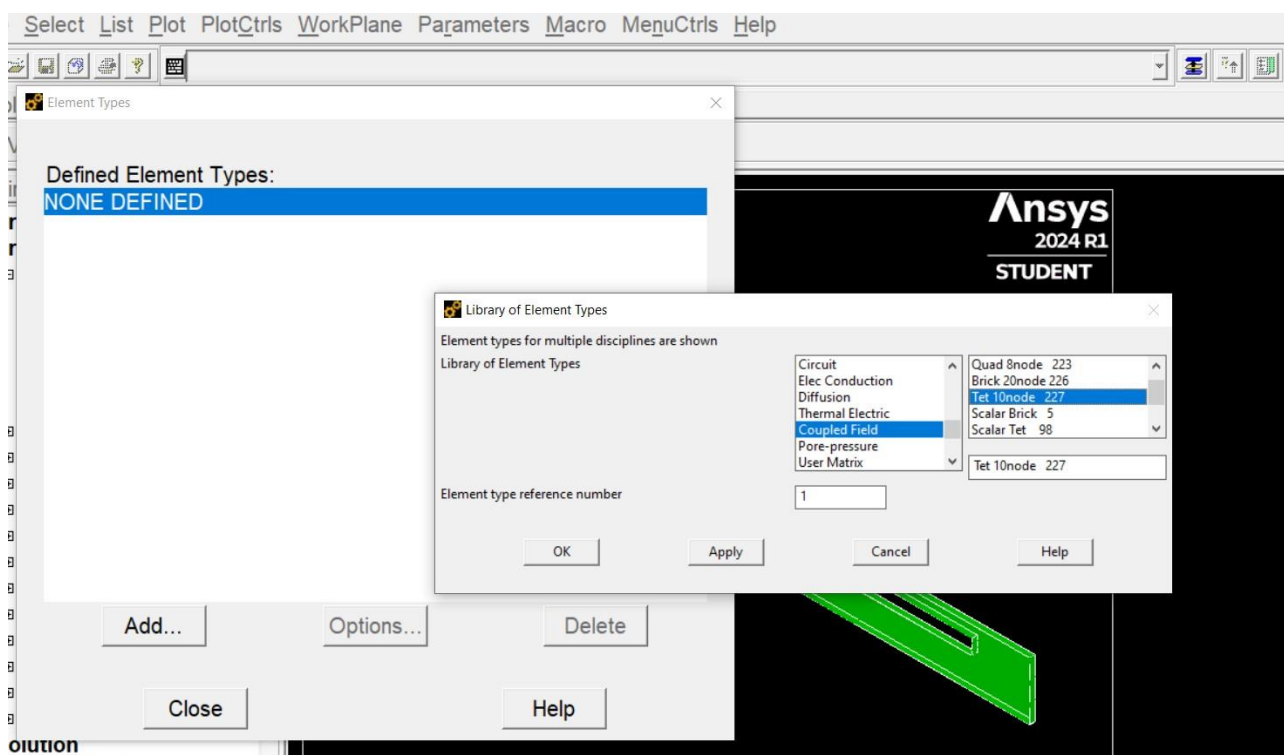 Select List Plot PlotCtrls WorkPlane Parameters Macro MenuCtrls Help
Element Types
Defined Element Types:
NONE DEFINED
Ansys
2024 R1
STUDENT
Library of Element Types
Element types for multiple disciplines are shown
Library of Element Types
Circuit
Elec Conduction
Diffusion
Thermal Electric
Coupled Field
Pore-pressure
User Matrix
Quad 8node 223
Brick 20node 226
Tet 10node 227
Scalar Brick 5
Scalar Tet 98
Tet 10node 227
Element type reference number
1
OK Apply Cancel Help
Add... Options... Delete
Close Help
olution